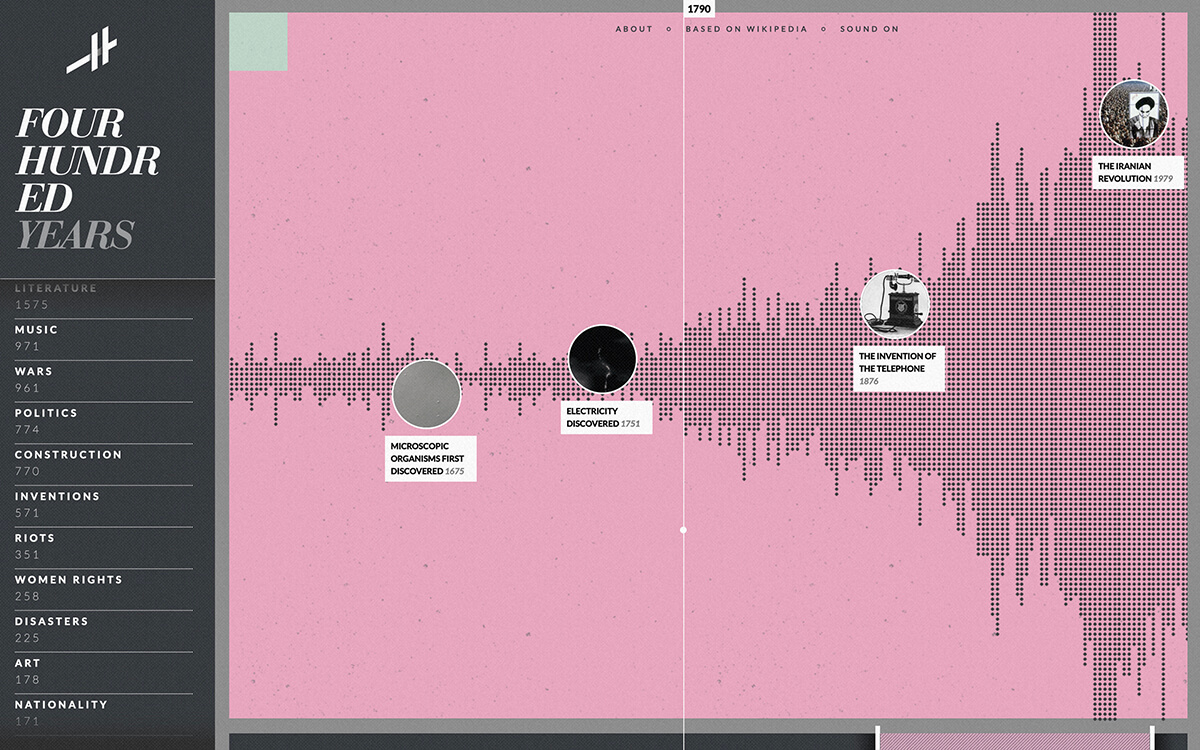 1790
ABOUT
BASED ON WIKIPEDIA
SOUND ON
FOUR
HUNDR
ED
YEARS
LITERATURE
1575
MUSIC
971
WARS
961
POLITICS
774
CONSTRUCTION
770
INVENTIONS
571
RIOTS
351
WOMEN RIGHTS
258
DISASTERS
225
ART
178
NATIONALITY
171
MICROSCOPIC
ORGANISMS FIRST
DISCOVERED 1675
ELECTRICITY
DISCOVERED 1751
THE INVENTION OF
THE TELEPHONE
1876
THE IRANIAN
REVOLUTION 1979